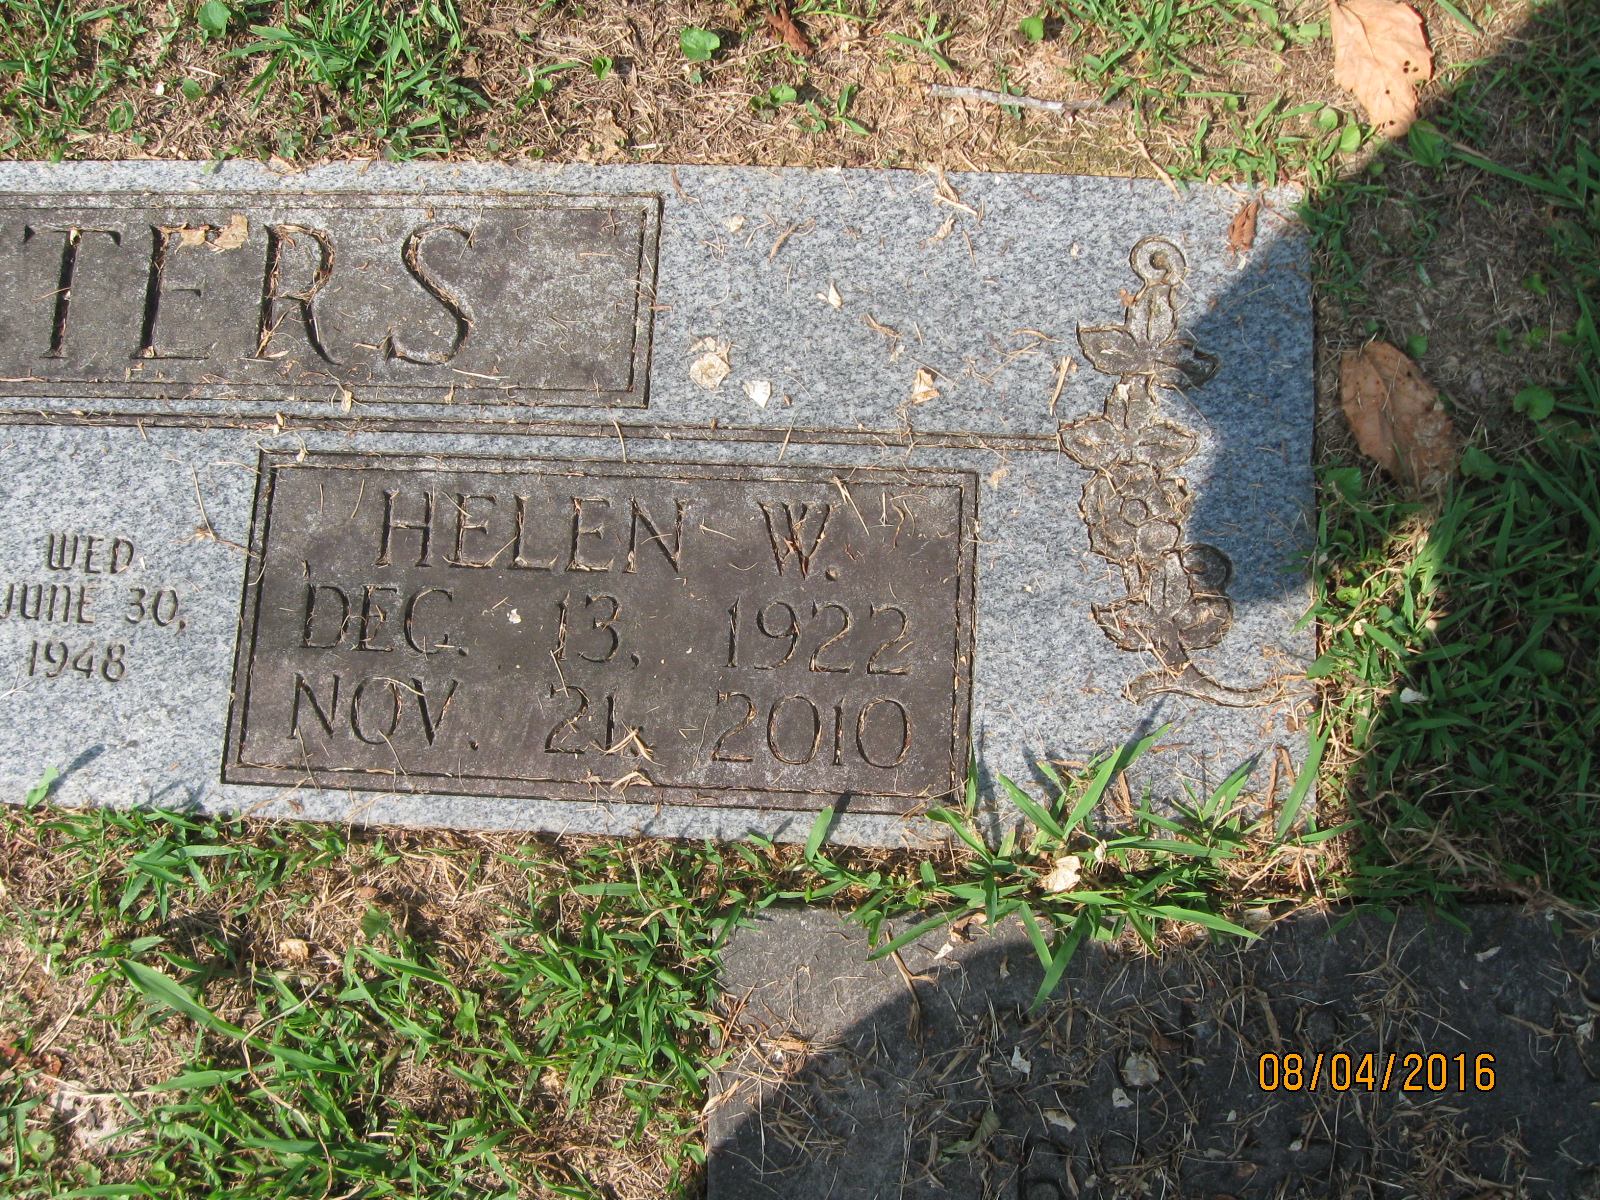 TERS
WED
JUNE 30,
1948
HELEN W.
DEC. 13, 1922
NOV. 21, 2010
08/04/2016